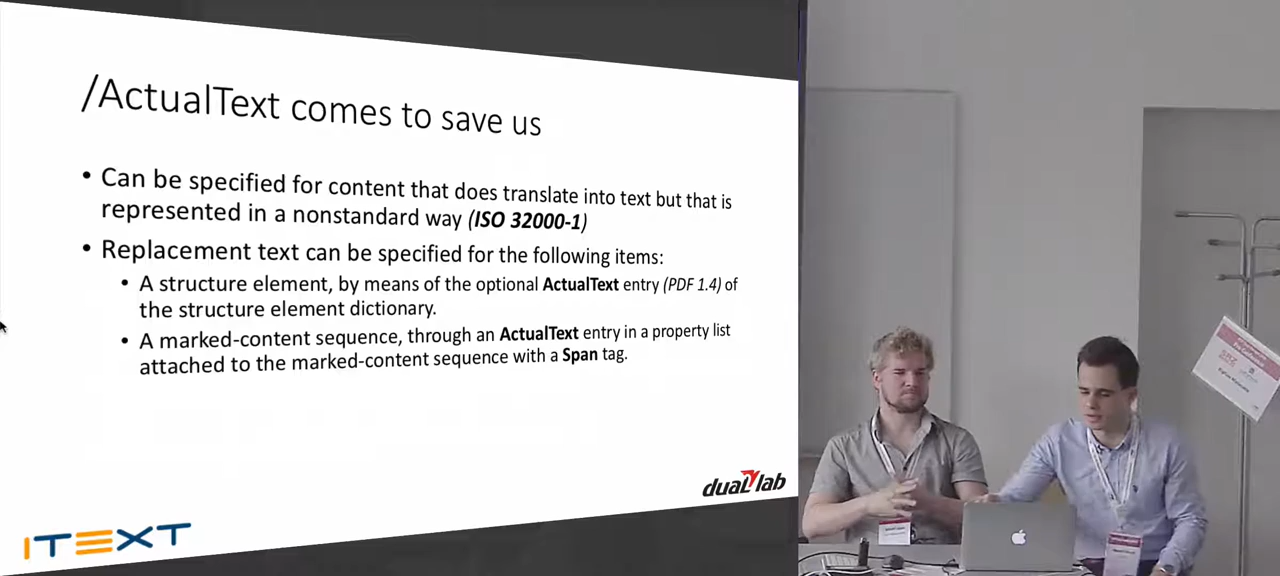 /ActualText comes to save us
• Can be specified for content that does translate into text but that is
represented in a nonstandard way (ISO 32000-1)
• Replacement text can be specified for the following items:
• A structure element, by means of the optional ActualText entry (PDF 1.4) of
the structure element dictionary.
• A marked-content sequence, through an ActualText entry in a property list
attached to the marked-content sequence with a Span tag.
dual lab
ITEXT